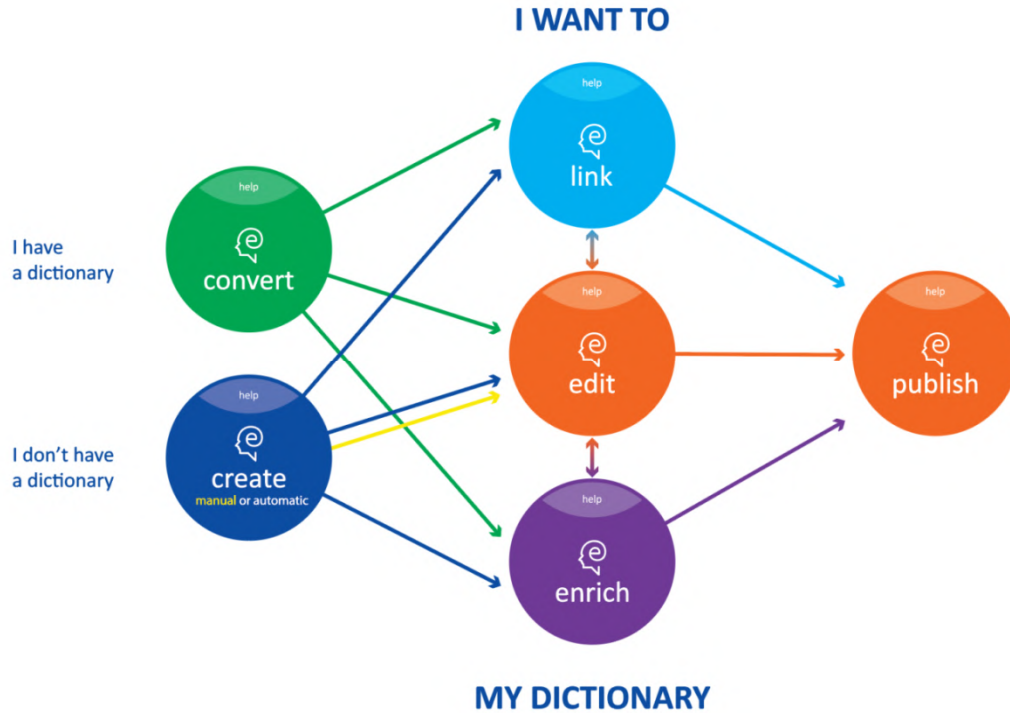 I WANT TO
help
link
help
convert
I have
a dictionary
help
edit
help
publish
help
create
manual or automatic
I don't have
a dictionary
help
enrich
MY DICTIONARY